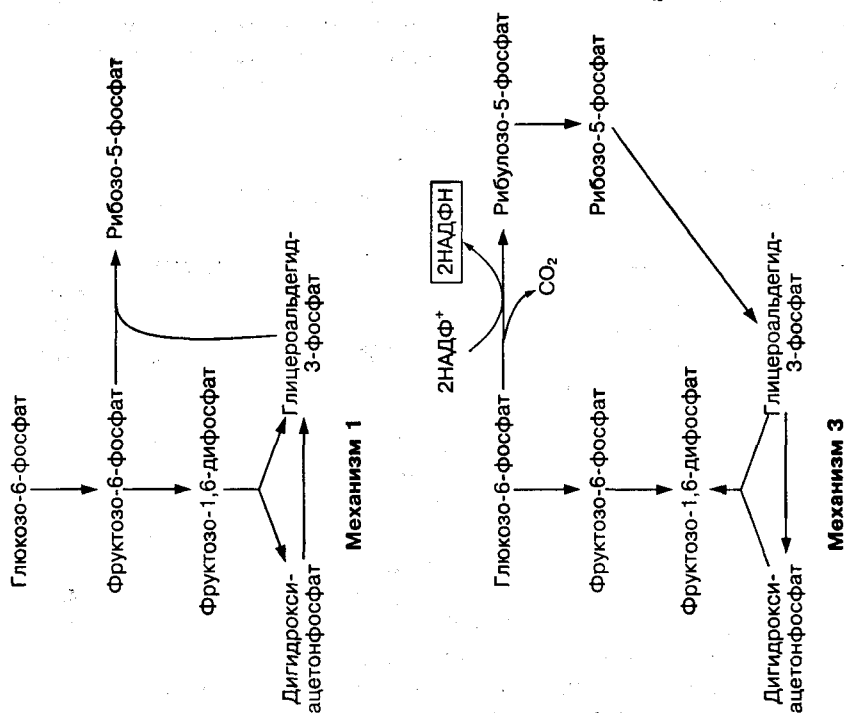 Глюкозо-6-фосфат
Фруктозо-6-фосфат
Рибозо-5-фосфат
Фруктозо-1,6-дифосфат
Дигидрокси-
ацетонфосфат
Глицероальдегид-
3-фосфат
Механизм 1
2НАДФ⁺
2НАДФН
Глюкозо-6-фосфат
Рибулозо-5-фосфат
CO₂
Фруктозо-6-фосфат
Рибозо-5-фосфат
Фруктозо-1,6-дифосфат
Дигидрокси-
ацетонфосфат
Глицероальдегид-
3-фосфат
Механизм 3